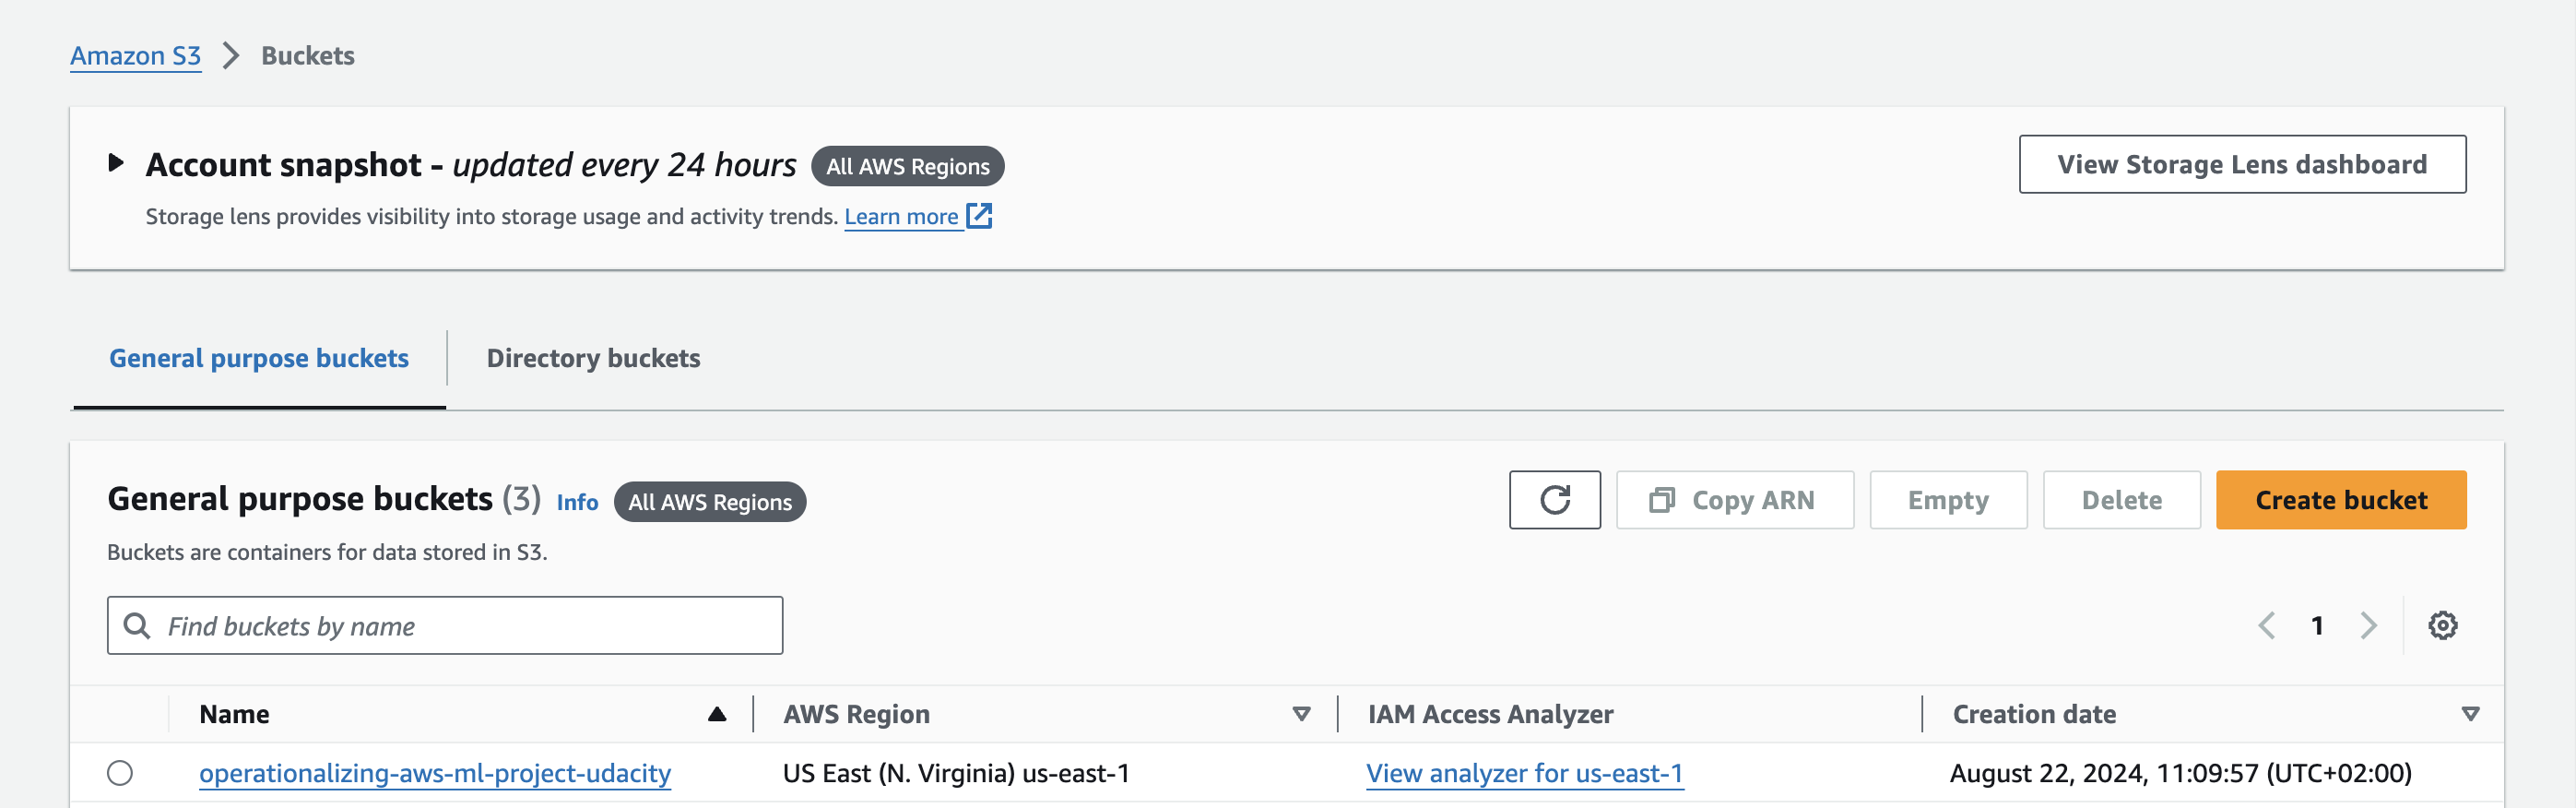 Amazon S3 > Buckets
Account snapshot - updated every 24 hours All AWS Regions
View Storage Lens dashboard
Storage lens provides visibility into storage usage and activity trends. Learn more
General purpose buckets Directory buckets
General purpose buckets (3) Info All AWS Regions
Copy ARN Empty Delete Create bucket
Buckets are containers for data stored in S3.
Find buckets by name
1
Name AWS Region IAM Access Analyzer Creation date
operationalizing-aws-ml-project-udacity US East (N. Virginia) us-east-1 View analyzer for us-east-1 August 22, 2024, 11:09:57 (UTC+02:00)